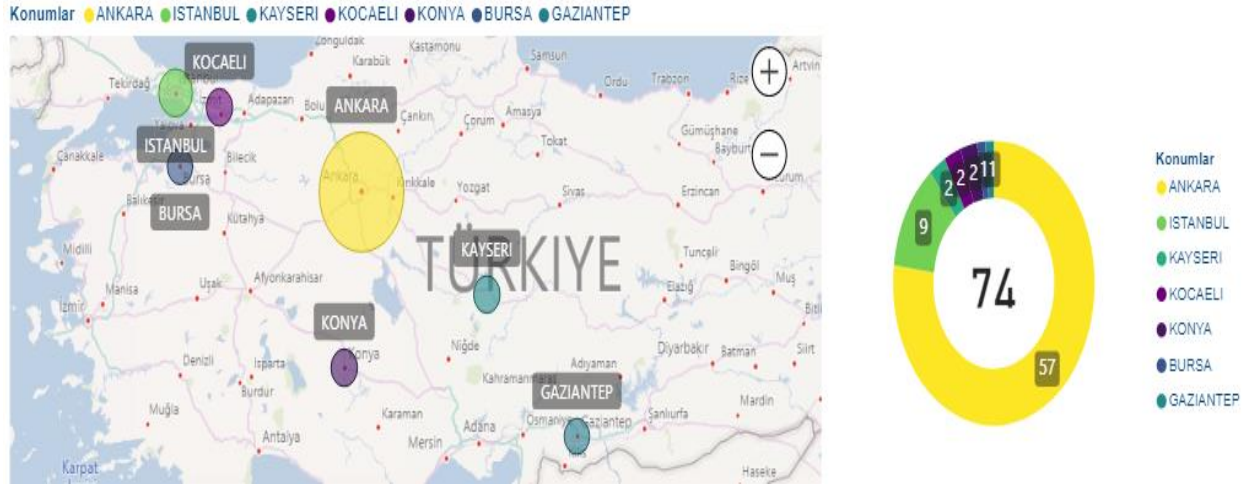 Konumlar ANKARA ISTANBUL KAYSERI KOCAELI KONYA BURSA GAZIANTEP
Zonguldak Kastamonu
KOCAELI
Karabük
Samsun
Artvin
Tekirdağ
Adapazarı
Bolu
ANKARA
Çankırı
Çorum
Amasya
Ordu
Trabzon
Rize
Gümüşhane
ISTANBUL
Yalova
Tokat
Bayburt
Çanakkale
Bursa
Bilecik
Ankara
Kırıkkale
Yozgat
Sivas
Erzincan
Balıkesir
BURSA
Kütahya
TÜRKIYE
KAYSERI
Midilli
Tunceli
Bingöl
Muş
Manisa
Uşak
Afyonkarahisar
Elazığ
İzmir
KONYA
Konya
Niğde
Diyarbakır
Batman
Siirt
Denizli
Isparta
Adıyaman
Burdur
Kahramanmaraş
GAZIANTEP
Mardin
Muğla
Karaman
Osmaniye
Gaziantep
Şanlıurfa
Antalya
Mersin
Adana
Kilis
Haseke
Karpat
2 2 2 1 1
9
74
57
Konumlar
ANKARA
ISTANBUL
KAYSERI
KOCAELI
KONYA
BURSA
GAZIANTEP